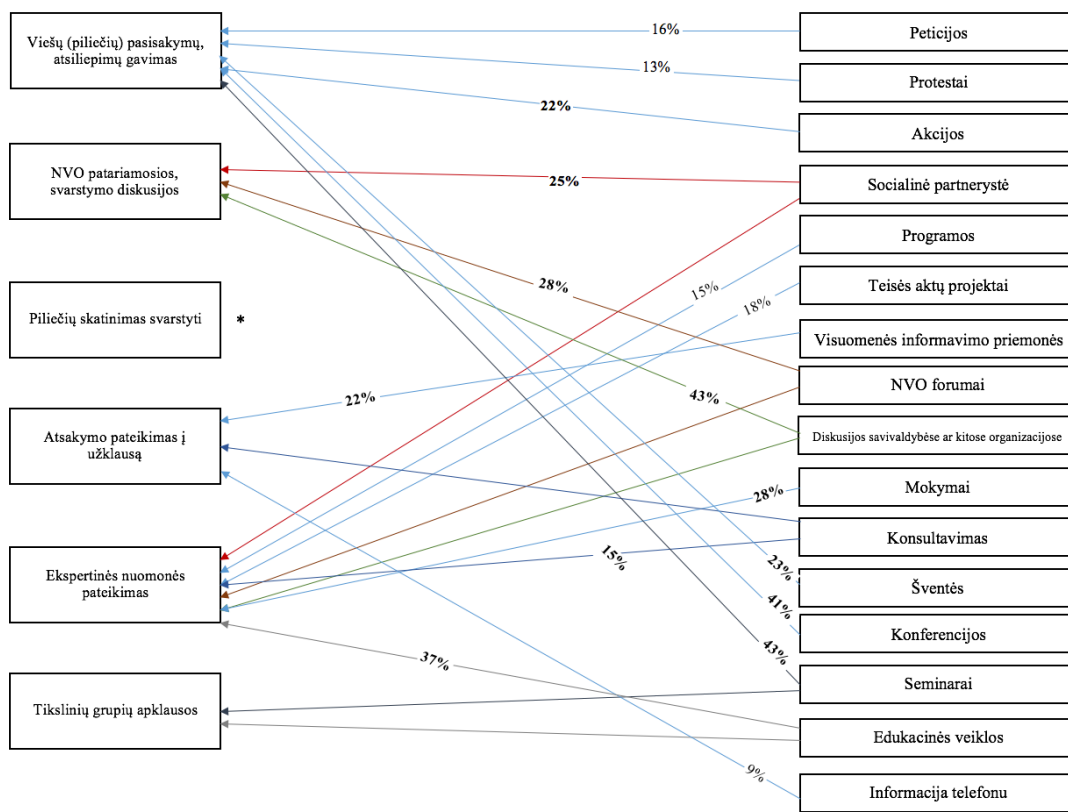 Viešų (piliečių) pasisakymų,
atsiliepimų gavimas
NVO patariamosios,
svarstymo diskusijos
Piliečių skatinimas svarstyti
*
Atsakymo pateikimas į
užklausą
Ekspertinės nuomonės
pateikimas
Tikslinių grupių apklausos
16%
13%
22%
25%
28%
15%
18%
22%
43%
28%
15%
23%
41%
43%
37%
9%
Peticijos
Protestai
Akcijos
Socialinė partnerystė
Programos
Teisės aktų projektai
Visuomenės informavimo priemonės
NVO forumai
Diskusijos savivaldybėse ar kitose organizacijose
Mokymai
Konsultavimas
Šventės
Konferencijos
Seminarai
Edukacinės veiklos
Informacija telefonu